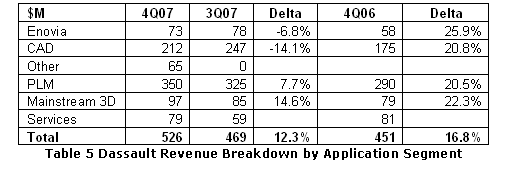 $M 4Q07 3Q07 Delta 4Q06 Delta
Enovia 73 78 -6.8% 58 25.9%
CAD 212 247 -14.1% 175 20.8%
Other 65 0
PLM 350 325 7.7% 290 20.5%
Mainstream 3D 97 85 14.6% 79 22.3%
Services 79 59 81
Total 526 469 12.3% 451 16.8%
Table 5 Dassault Revenue Breakdown by Application Segment